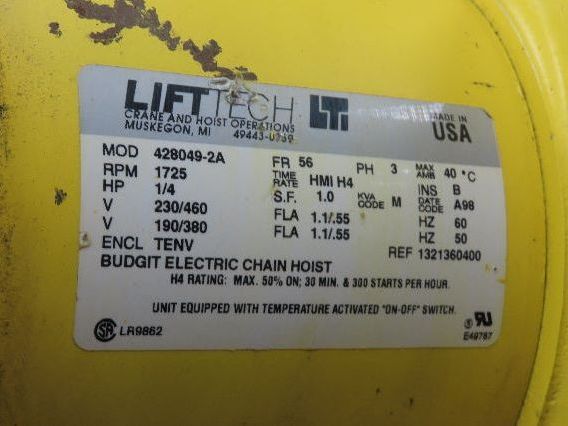 LIFTTECH LTI MADE IN
CRANE AND HOIST OPERATIONS USA
MUSKEGON, MI 49443-0769
MOD 428049-2A FR 56 PH 3 MAX AMB 40 °C
RPM 1725 TIME RATE HMI H4 INS B
HP 1/4 S.F. 1.0 KVA CODE M DATE CODE A98
V 230/460 FLA 1.1/.55 HZ 60
V 190/380 FLA 1.1/.55 HZ 50
ENCL TENV REF 1321360400
BUDGIT ELECTRIC CHAIN HOIST
H4 RATING: MAX. 50% ON; 30 MIN. & 300 STARTS PER HOUR.
UNIT EQUIPPED WITH TEMPERATURE ACTIVATED "ON-OFF" SWITCH.
SA LR9862
E49787